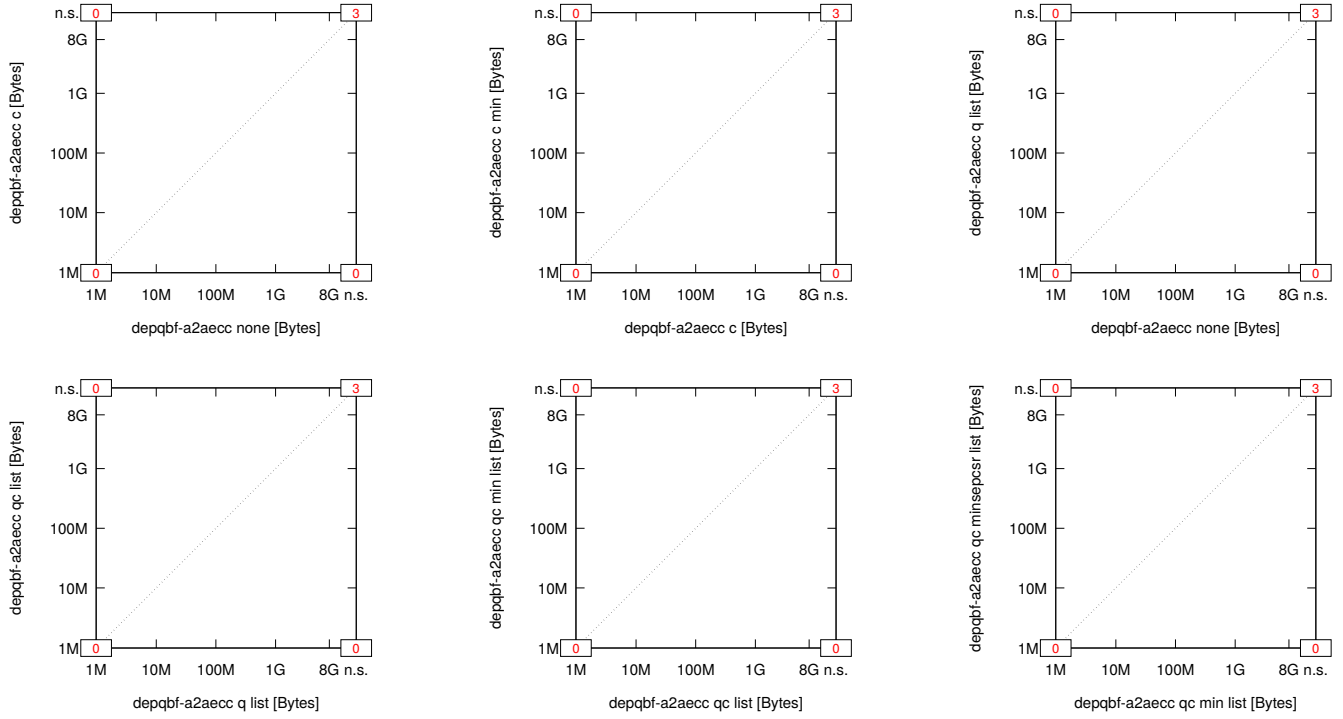 n.s. 0 3
8G
1G
100M
10M
1M 0 0
1M 10M 100M 1G 8G n.s.
depqbf-a2aecc c [Bytes]
depqbf-a2aecc none [Bytes]
n.s. 0 3
8G
1G
100M
10M
1M 0 0
1M 10M 100M 1G 8G n.s.
depqbf-a2aecc c min [Bytes]
depqbf-a2aecc c [Bytes]
n.s. 0 3
8G
1G
100M
10M
1M 0 0
1M 10M 100M 1G 8G n.s.
depqbf-a2aecc q list [Bytes]
depqbf-a2aecc none [Bytes]
n.s. 0 3
8G
1G
100M
10M
1M 0 0
1M 10M 100M 1G 8G n.s.
depqbf-a2aecc qc list [Bytes]
depqbf-a2aecc q list [Bytes]
n.s. 0 3
8G
1G
100M
10M
1M 0 0
1M 10M 100M 1G 8G n.s.
depqbf-a2aecc qc min list [Bytes]
depqbf-a2aecc qc list [Bytes]
n.s. 0 3
8G
1G
100M
10M
1M 0 0
1M 10M 100M 1G 8G n.s.
depqbf-a2aecc qc minsepcsr list [Bytes]
depqbf-a2aecc qc min list [Bytes]